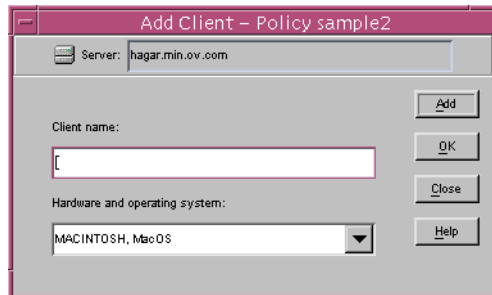 Add Client – Policy sample2
Server: hagar.min.ov.com
Add
Client name:
OK
[
Close
Hardware and operating system:
Help
MACINTOSH, MacOS